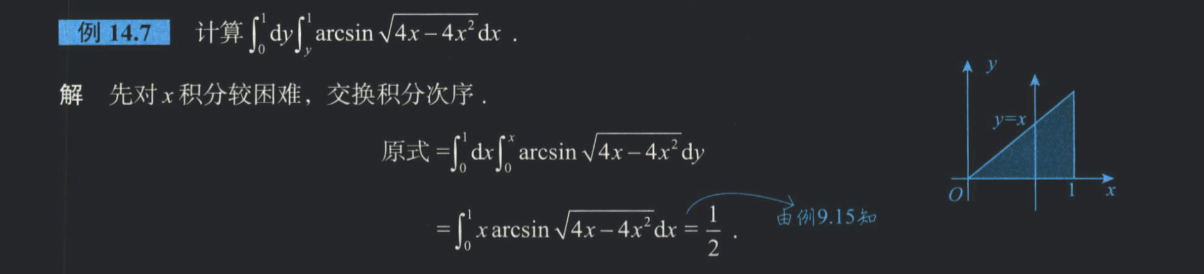 例 14.7 计算∫₀¹dy∫ᵧ¹arcsin√(4x－4x²)dx．
解 先对x积分较困难，交换积分次序．
原式=∫₀¹dx∫₀ˣarcsin√(4x－4x²)dy
=∫₀¹x arcsin√(4x－4x²)dx=1/2．
由例9.15知
y
y=x
O 1 x